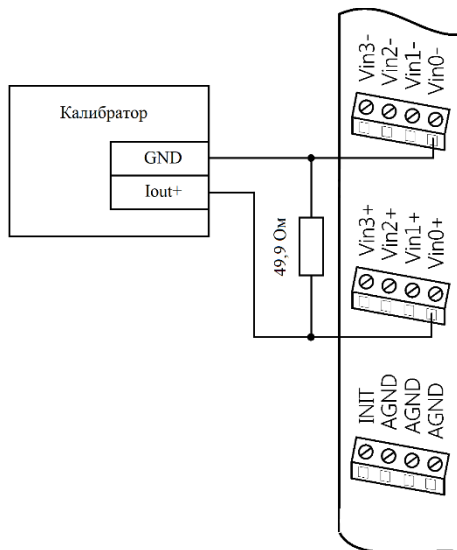 Калибратор
GND
Iout+
49,9 Ом
Vin3-
Vin2-
Vin1-
Vin0-
Vin3+
Vin2+
Vin1+
Vin0+
INIT
AGND
AGND
AGND